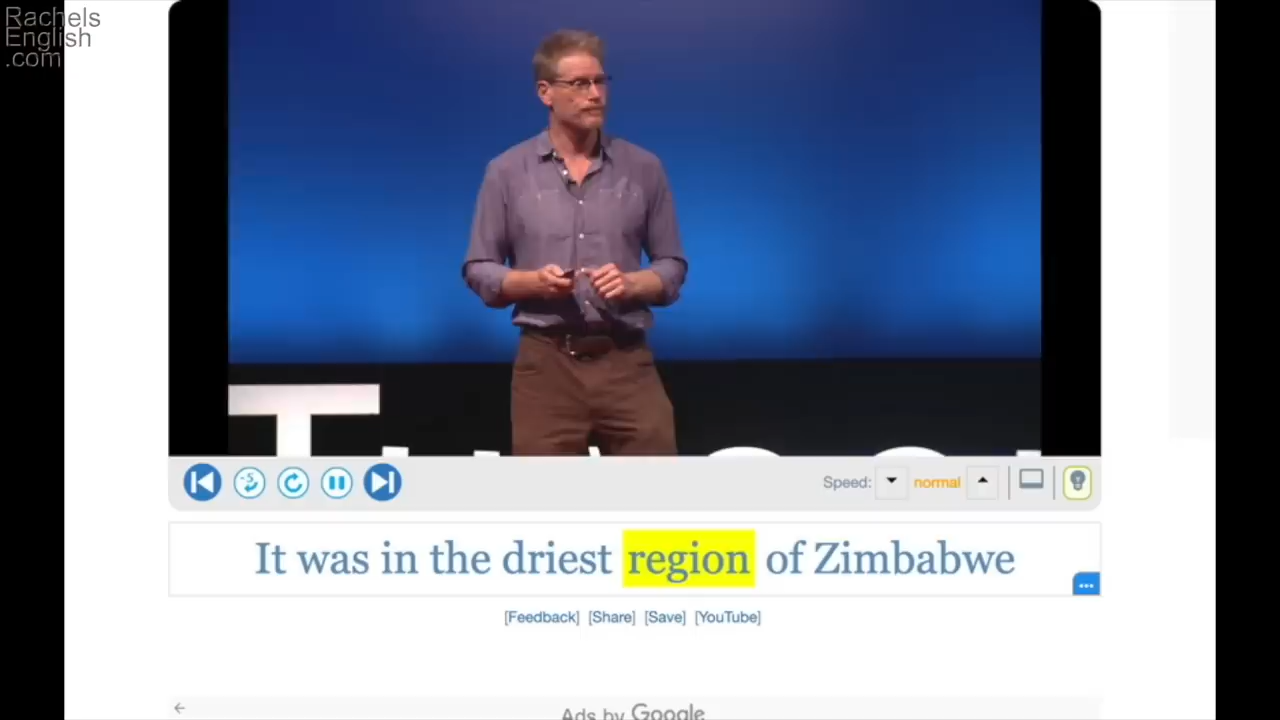 Rachels
English
.com
T
-5
Speed: normal
It was in the driest region of Zimbabwe
...
[Feedback] [Share] [Save] [YouTube]
Ads by Google